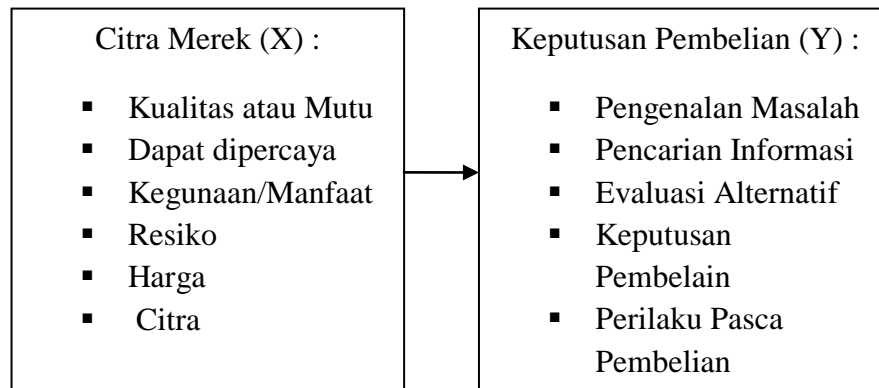 Citra Merek (X) :
▪ Kualitas atau Mutu
▪ Dapat dipercaya
▪ Kegunaan/Manfaat
▪ Resiko
▪ Harga
▪ Citra
Keputusan Pembelian (Y) :
▪ Pengenalan Masalah
▪ Pencarian Informasi
▪ Evaluasi Alternatif
▪ Keputusan
Pembelain
▪ Perilaku Pasca
Pembelian